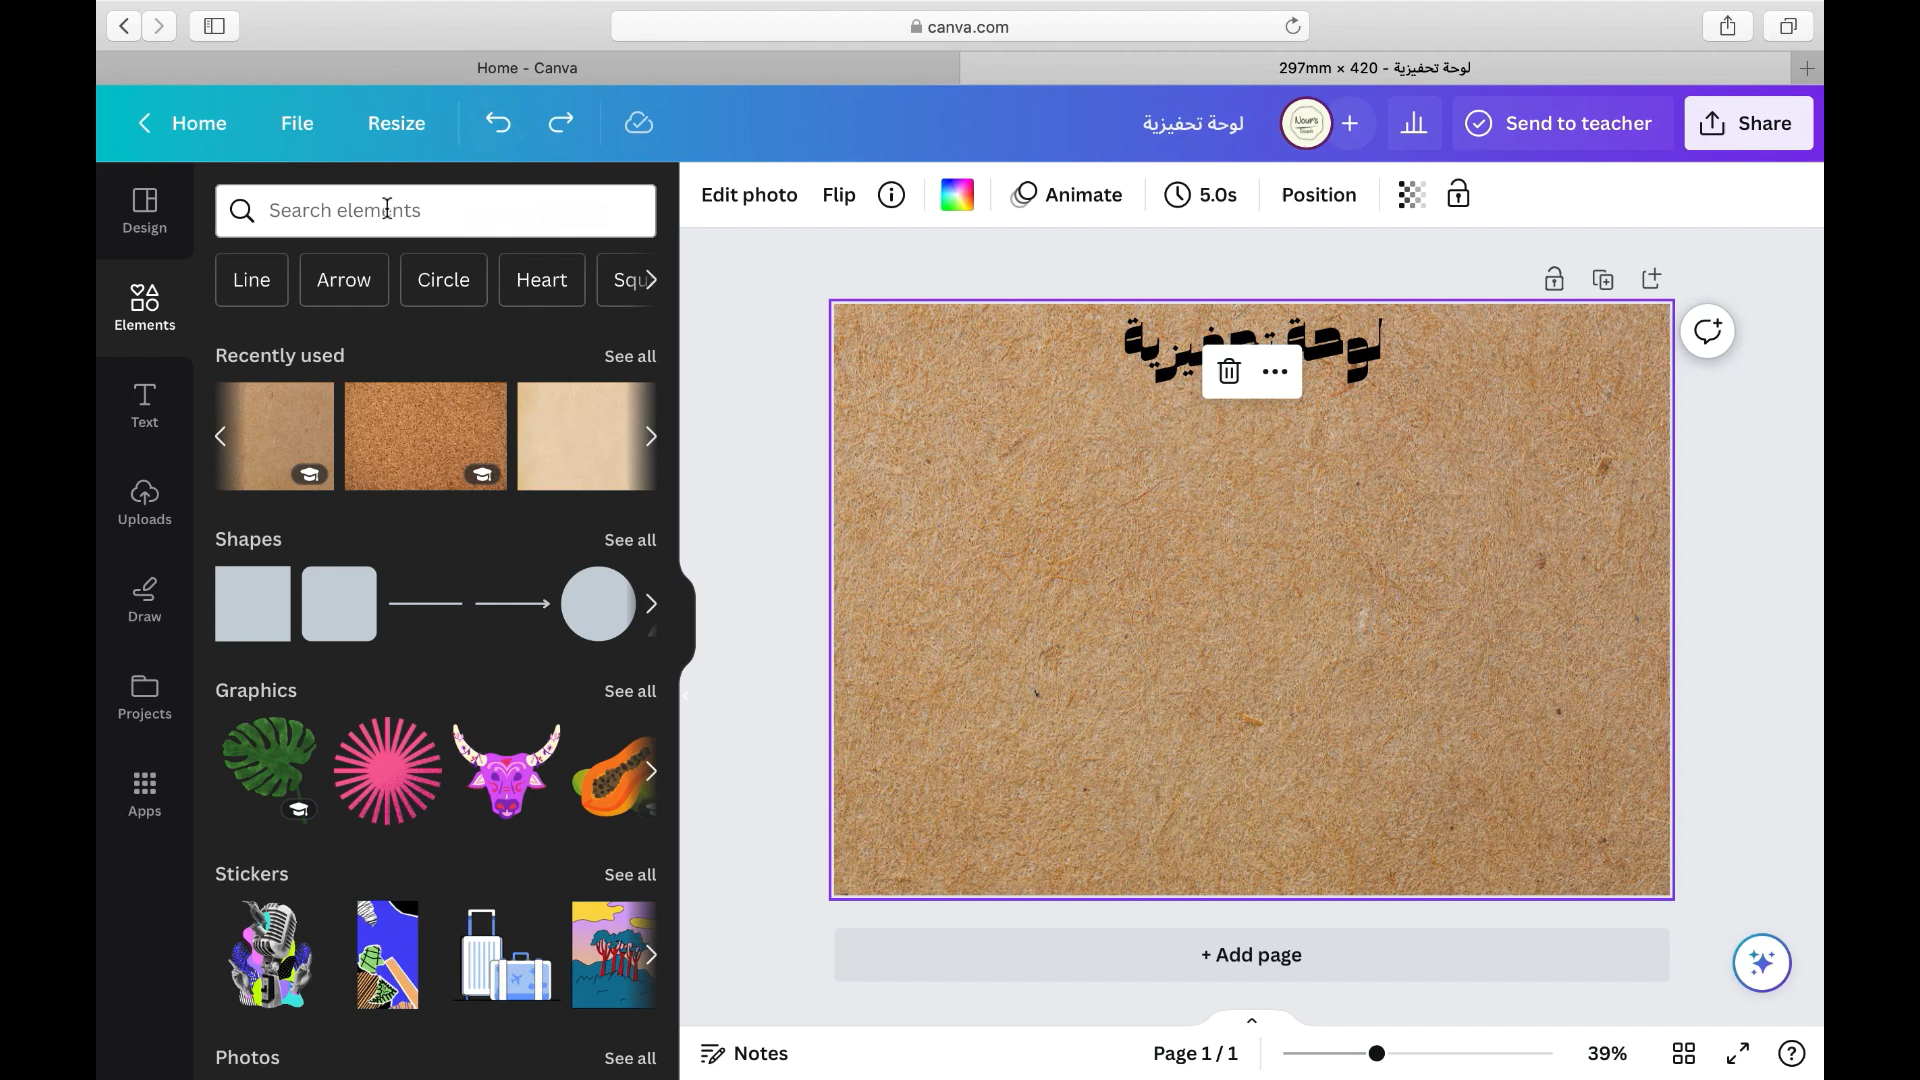 canva.com
Home - Canva
لوحة تحفيزية - 297mm × 420
Home
File
Resize
لوحة تحفيزية
Nour's
Send to teacher
Share
Design
Elements
Text
Uploads
Draw
Projects
Apps
Search elements
Line
Arrow
Circle
Heart
Squ
Recently used
See all
Shapes
See all
Graphics
See all
Stickers
See all
Photos
See all
Edit photo
Flip
Animate
5.0s
Position
لوحة تحفيزية
+ Add page
Notes
Page 1 / 1
39%